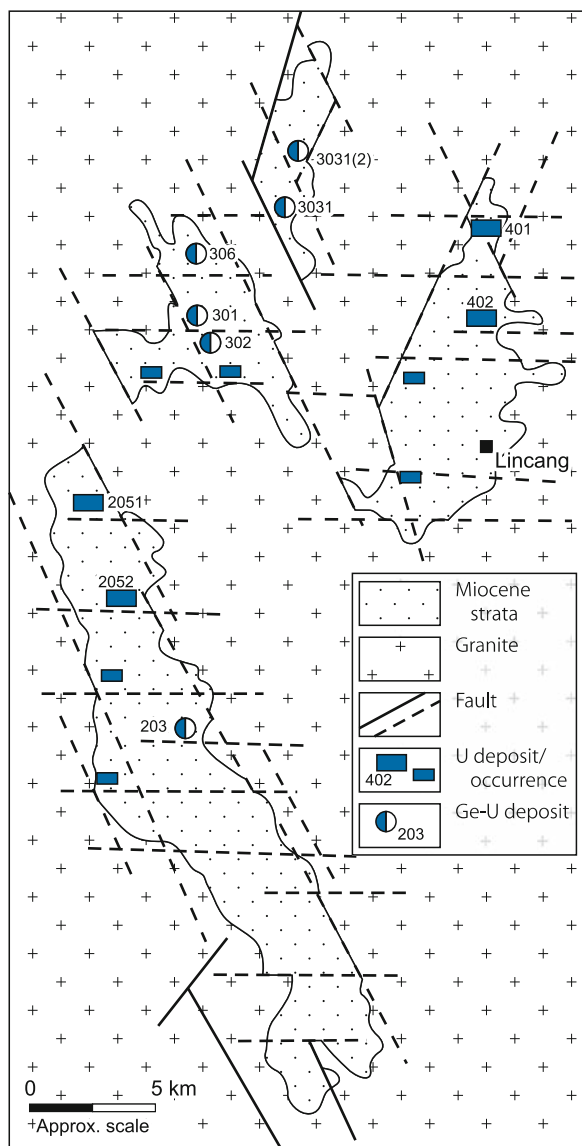 3031(2)
3031
401
306
301
402
302
Lincang
2051
2052
203
Miocene
strata
Granite
Fault
U deposit/
occurrence
402
Ge-U deposit
203
0 5 km
Approx. scale